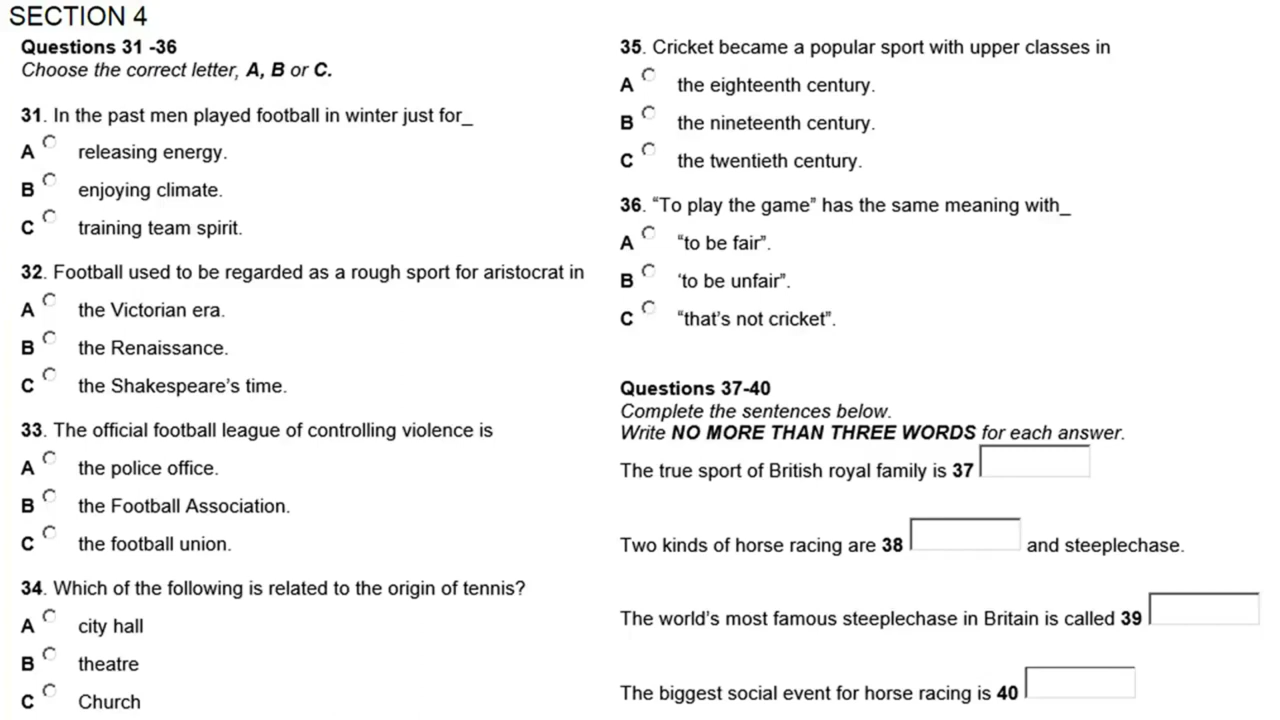 SECTION 4
Questions 31 -36
Choose the correct letter, A, B or C.
31. In the past men played football in winter just for_
A releasing energy.
B enjoying climate.
C training team spirit.
32. Football used to be regarded as a rough sport for aristocrat in
A the Victorian era.
B the Renaissance.
C the Shakespeare's time.
33. The official football league of controlling violence is
A the police office.
B the Football Association.
C the football union.
34. Which of the following is related to the origin of tennis?
A city hall
B theatre
C Church
35. Cricket became a popular sport with upper classes in
A the eighteenth century.
B the nineteenth century.
C the twentieth century.
36. “To play the game” has the same meaning with_
A “to be fair”.
B ‘to be unfair”.
C “that’s not cricket”.
Questions 37-40
Complete the sentences below.
Write NO MORE THAN THREE WORDS for each answer.
The true sport of British royal family is 37
Two kinds of horse racing are 38 and steeplechase.
The world’s most famous steeplechase in Britain is called 39
The biggest social event for horse racing is 40